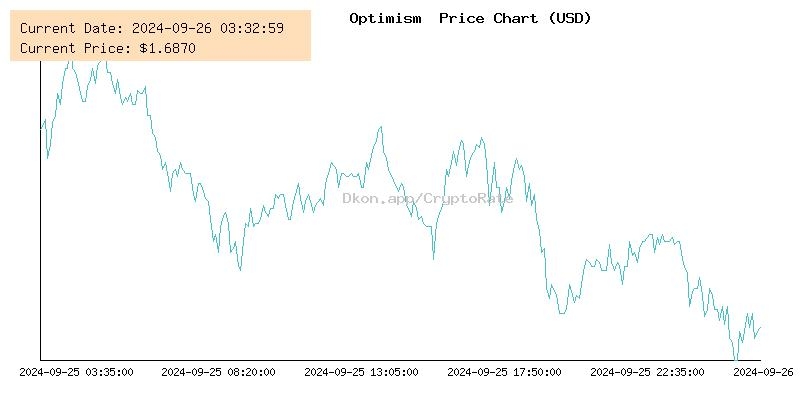 Optimism  Price Chart (USD)
Current Date: 2024-09-26 03:32:59
Current Price: $1.6870
Dkon.app/CryptoRate
2024-09-25 03:35:00 2024-09-25 08:20:00 2024-09-25 13:05:00 2024-09-25 17:50:00 2024-09-25 22:35:00 2024-09-26